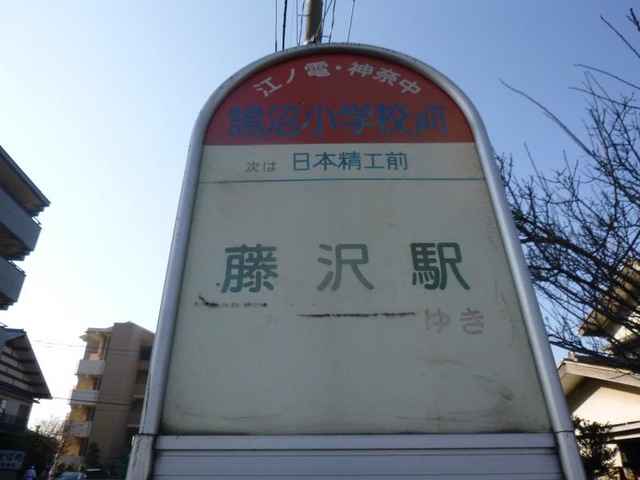 江ノ電・神奈中
鵠沼小学校前
次は 日本精工前
藤沢駅
ゆき